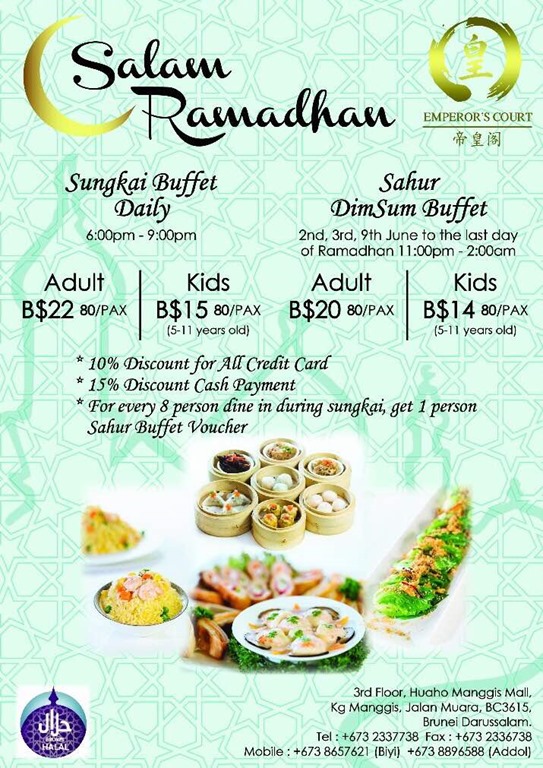 Salam
Ramadhan
皇
EMPEROR'S COURT
帝皇阁
Sungkai Buffet
Daily
6:00pm - 9:00pm
Sahur
DimSum Buffet
2nd, 3rd, 9th June to the last day
of Ramadhan 11:00pm - 2:00am
Adult
B$22 80/PAX
Kids
B$15 80/PAX
(5-11 years old)
Adult
B$20 80/PAX
Kids
B$14 80/PAX
(5-11 years old)
* 10% Discount for All Credit Card
* 15% Discount Cash Payment
* For every 8 person dine in during sungkai, get 1 person
Sahur Buffet Voucher
حلال
BRUNEI
HALAL
3rd Floor, Huaho Manggis Mall,
Kg Manggis, Jalan Muara, BC3615,
Brunei Darussalam.
Tel : +673 2337738 Fax : +673 2336738
Mobile : +673 8657621 (Biyi) +673 8896588 (Addol)